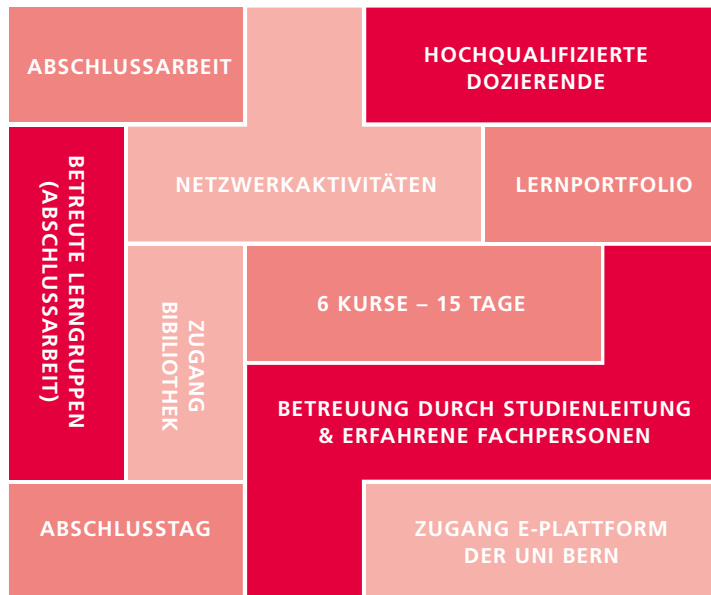 ABSCHLUSSARBEIT
HOCHQUALIFIZIERTE
DOZIERENDE
BETREUTE LERNGRUPPEN
(ABSCHLUSSARBEIT)
NETZWERKAKTIVITÄTEN
LERNPORTFOLIO
ZUGANG
BIBILIOTHEK
6 KURSE – 15 TAGE
BETREUUNG DURCH STUDIENLEITUNG
& ERFAHRENE FACHPERSONEN
ABSCHLUSSTAG
ZUGANG E-PLATTFORM
DER UNI BERN